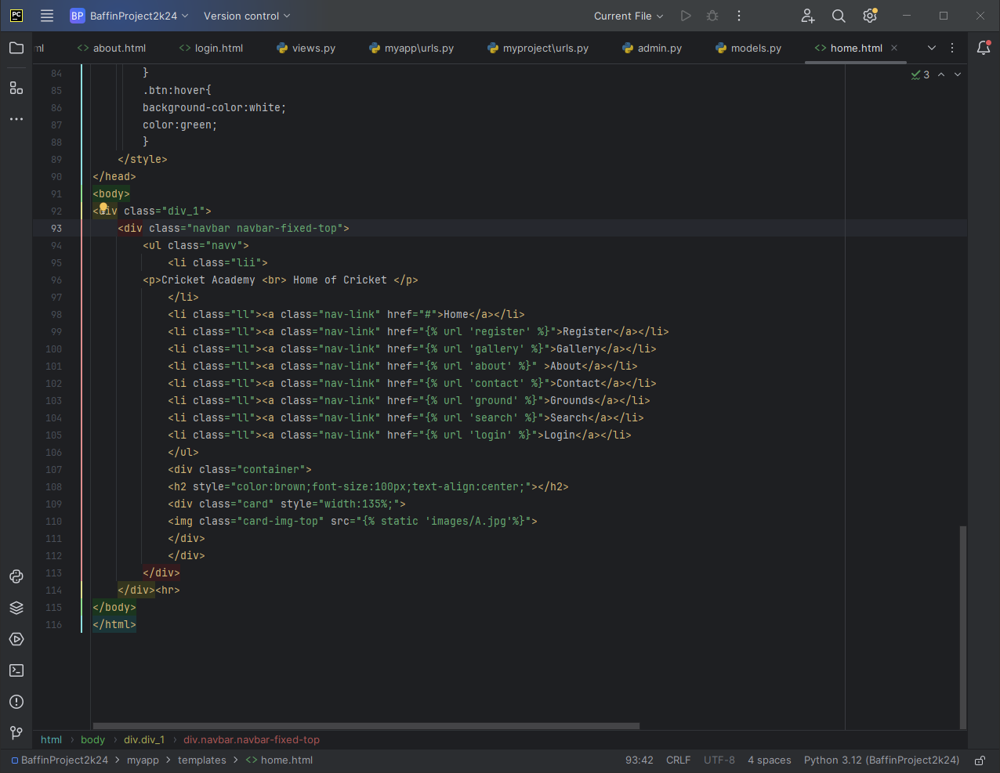 PC BP BaffinProject2k24 Version control Current File
ml about.html login.html views.py myapp\urls.py myproject\urls.py admin.py models.py home.html
84 }
3
85 .btn:hover{
86 background-color:white;
87 color:green;
88 }
89 </style>
90 </head>
91 <body>
92 <div class="div_1">
93 <div class="navbar navbar-fixed-top">
94 <ul class="navv">
95 <li class="lii">
96 <p>Cricket Academy <br> Home of Cricket </p>
97 </li>
98 <li class="ll"><a class="nav-link" href="#">Home</a></li>
99 <li class="ll"><a class="nav-link" href="{% url 'register' %}">Register</a></li>
100 <li class="ll"><a class="nav-link" href="{% url 'gallery' %}">Gallery</a></li>
101 <li class="ll"><a class="nav-link" href="{% url 'about' %}" >About</a></li>
102 <li class="ll"><a class="nav-link" href="{% url 'contact' %}">Contact</a></li>
103 <li class="ll"><a class="nav-link" href="{% url 'ground' %}">Grounds</a></li>
104 <li class="ll"><a class="nav-link" href="{% url 'search' %}">Search</a></li>
105 <li class="ll"><a class="nav-link" href="{% url 'login' %}">Login</a></li>
106 </ul>
107 <div class="container">
108 <h2 style="color:brown;font-size:100px;text-align:center;"></h2>
109 <div class="card" style="width:135%;">
110 <img class="card-img-top" src="{% static 'images/A.jpg'%}">
111 </div>
112 </div>
113 </div>
114 </div><hr>
115 </body>
116 </html>
html › body › div.div_1 › div.navbar.navbar-fixed-top
BaffinProject2k24 > myapp > templates > <> home.html 93:42 CRLF UTF-8 4 spaces Python 3.12 (BaffinProject2k24)